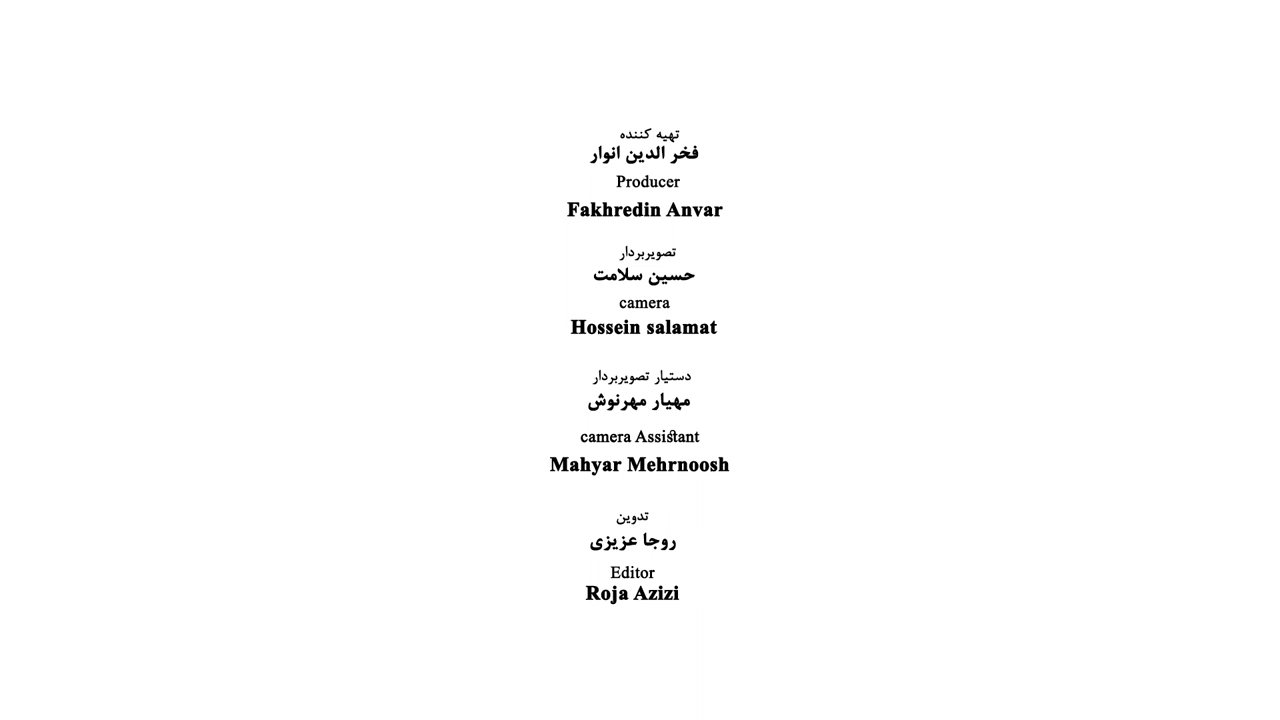 تهیه کننده
فخر الدین انوار
Producer
Fakhredin Anvar
تصویربردار
حسین سلامت
camera
Hossein salamat
دستیار تصویربردار
مهیار مهرنوش
camera Assistant
Mahyar Mehrnoosh
تدوین
روجا عزیزی
Editor
Roja Azizi